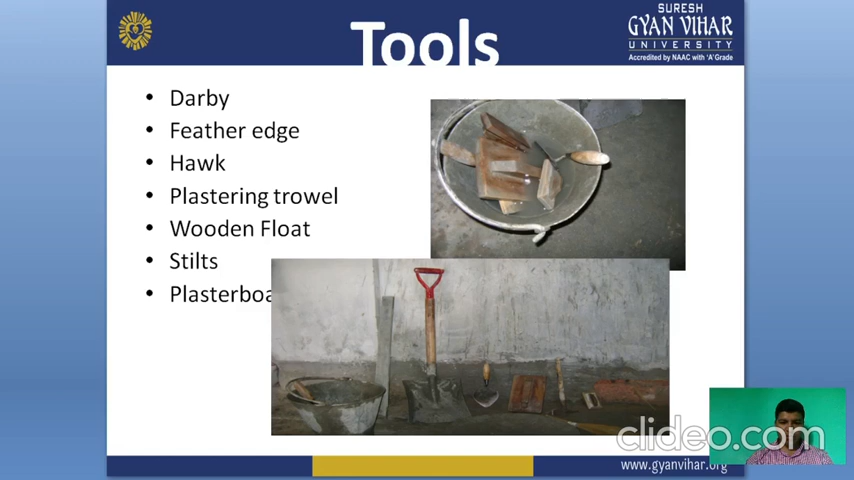 Tools
SURESH
GYAN VIHAR
UNIVERSITY
Accredited by NAAC with 'A' Grade
• Darby
• Feather edge
• Hawk
• Plastering trowel
• Wooden Float
• Stilts
• Plasterboa
clideo.com
www.gyanvihar.org